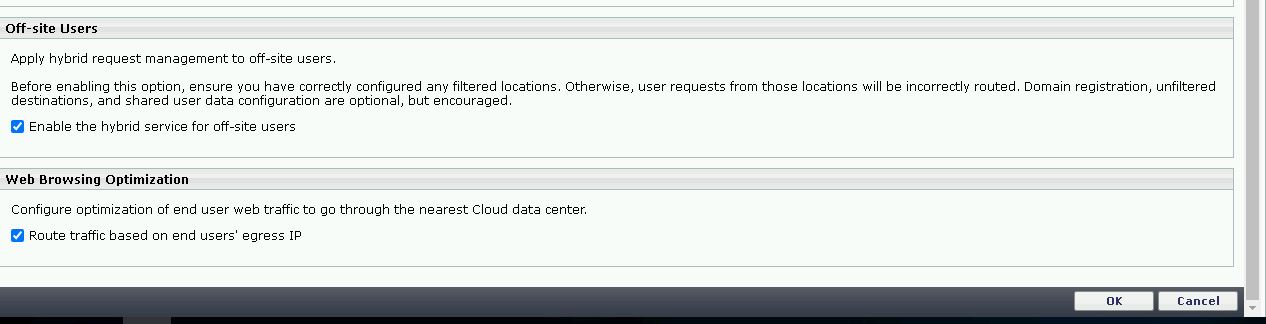 Off-site Users
Apply hybrid request management to off-site users.
Before enabling this option, ensure you have correctly configured any filtered locations. Otherwise, user requests from those locations will be incorrectly routed. Domain registration, unfiltered
destinations, and shared user data configuration are optional, but encouraged.
Enable the hybrid service for off-site users
Web Browsing Optimization
Configure optimization of end user web traffic to go through the nearest Cloud data center.
Route traffic based on end users' egress IP
OK Cancel